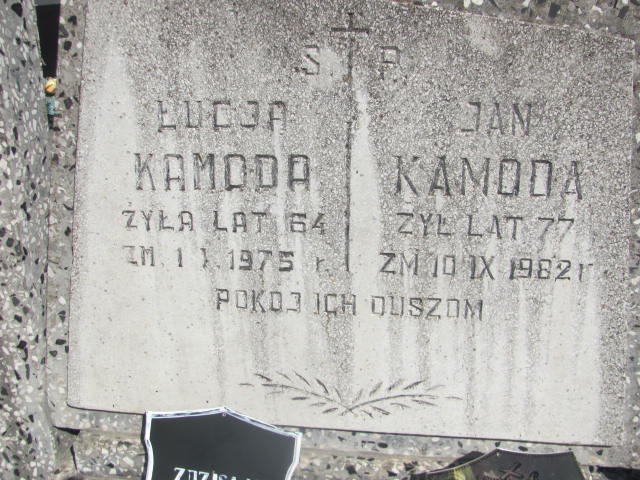 S. P.
ŁUCJA
KAMODA
ŻYŁA LAT 64
ZM. 1 1975 r.
JAN
KAMODA
ŻYŁ LAT 77
ZM 10 IX 1982 r
POKÓJ ICH DUSZOM